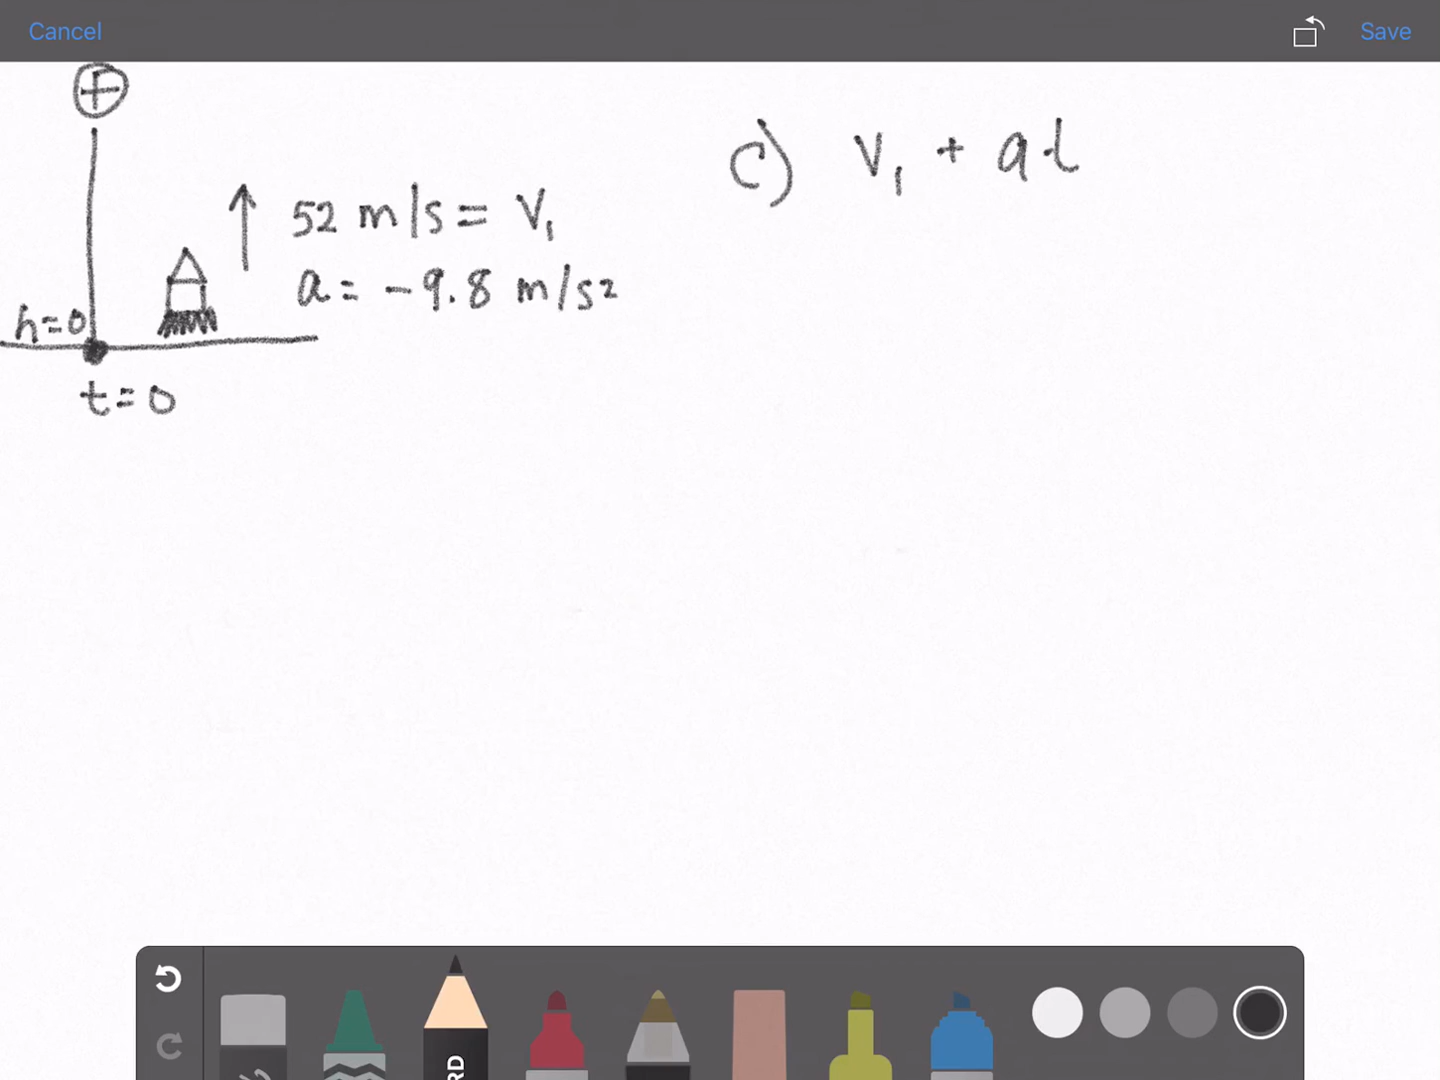 Cancel
Save
+
52 m/s = V₁
a = -9.8 m/s²
h=0
t=0
c) V₁ + at
RD